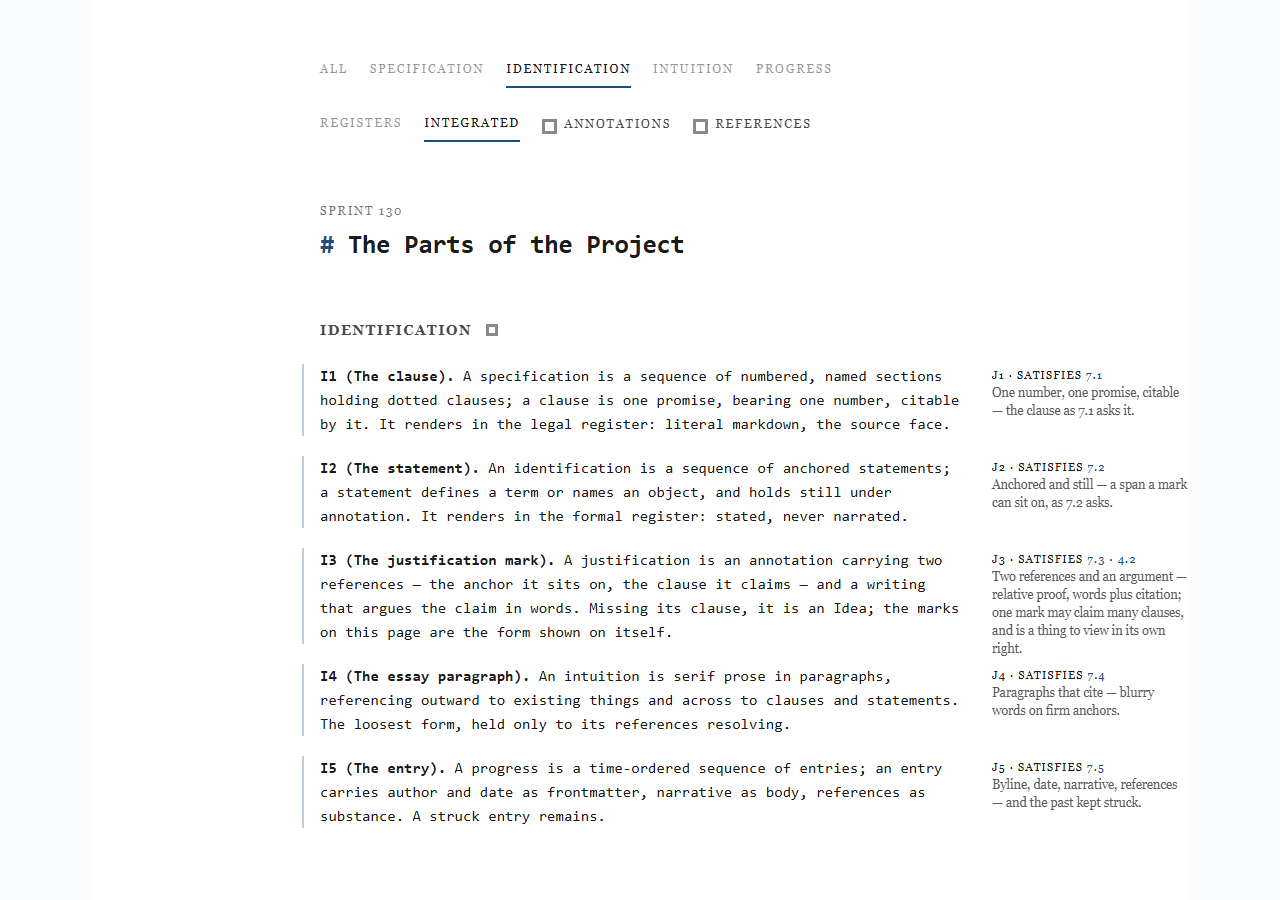 ALL SPECIFICATION IDENTIFICATION INTUITION PROGRESS
REGISTERS INTEGRATED ANNOTATIONS REFERENCES
SPRINT 130
# The Parts of the Project
IDENTIFICATION
I1 (The clause). A specification is a sequence of numbered, named sections
holding dotted clauses; a clause is one promise, bearing one number, citable
by it. It renders in the legal register: literal markdown, the source face.
J1 · SATISFIES 7.1
One number, one promise, citable
— the clause as 7.1 asks it.
I2 (The statement). An identification is a sequence of anchored statements;
a statement defines a term or names an object, and holds still under
annotation. It renders in the formal register: stated, never narrated.
J2 · SATISFIES 7.2
Anchored and still — a span a mark
can sit on, as 7.2 asks.
I3 (The justification mark). A justification is an annotation carrying two
references — the anchor it sits on, the clause it claims — and a writing
that argues the claim in words. Missing its clause, it is an Idea; the marks
on this page are the form shown on itself.
J3 · SATISFIES 7.3 · 4.2
Two references and an argument —
relative proof, words plus citation;
one mark may claim many clauses,
and is a thing to view in its own
right.
I4 (The essay paragraph). An intuition is serif prose in paragraphs,
referencing outward to existing things and across to clauses and statements.
The loosest form, held only to its references resolving.
J4 · SATISFIES 7.4
Paragraphs that cite — blurry
words on firm anchors.
I5 (The entry). A progress is a time-ordered sequence of entries; an entry
carries author and date as frontmatter, narrative as body, references as
substance. A struck entry remains.
J5 · SATISFIES 7.5
Byline, date, narrative, references
— and the past kept struck.